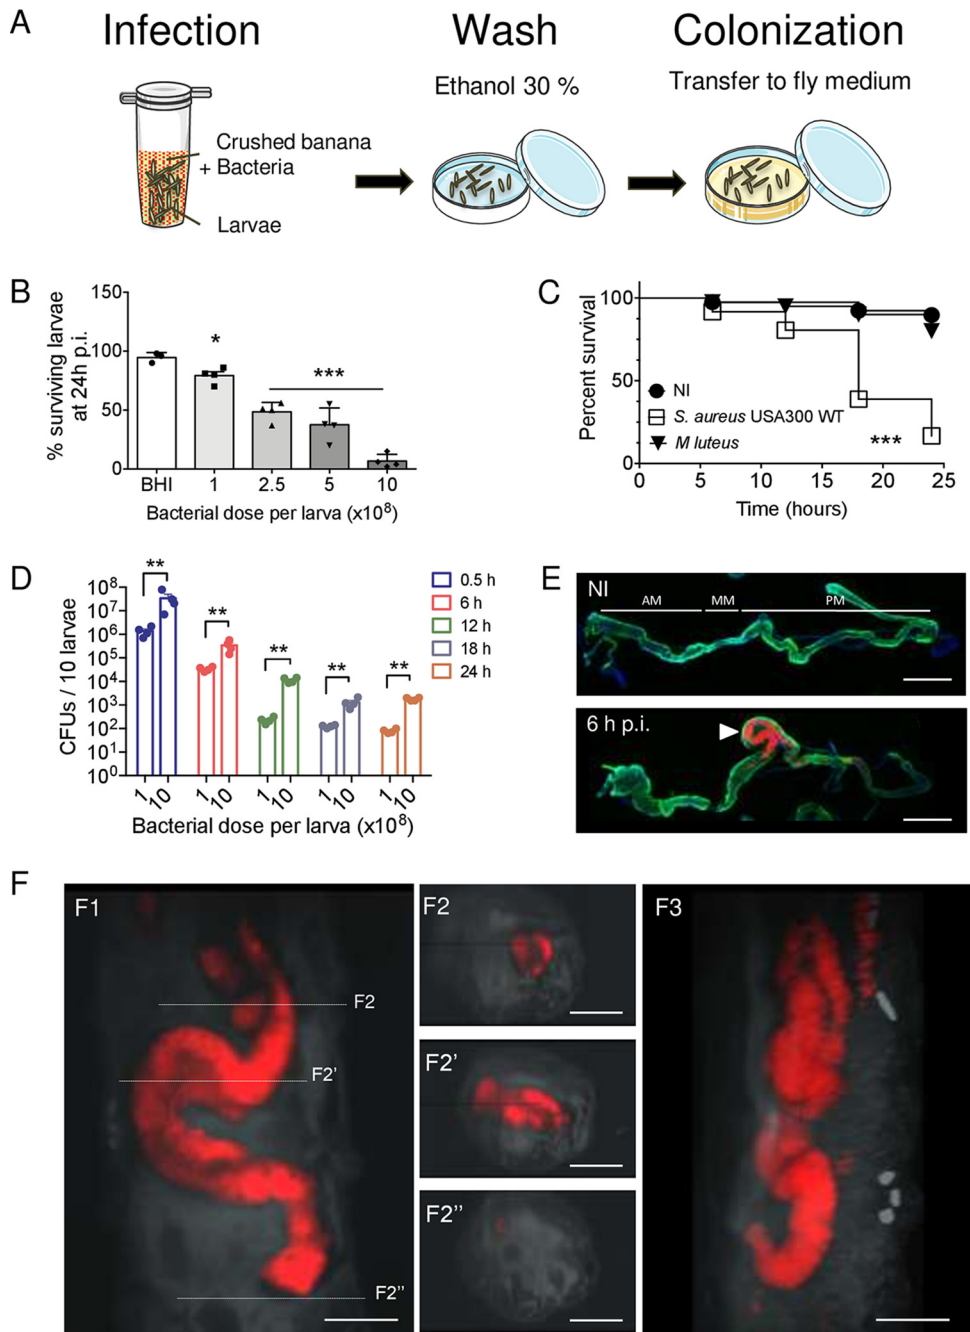 A
Infection
Wash
Colonization
Ethanol 30 %
Transfer to fly medium
Crushed banana
+ Bacteria
Larvae
B
% surviving larvae
at 24h p.i.
150
100
50
0
*
***
BHI
1
2.5
5
10
Bacterial dose per larva (x10⁸)
C
Percent survival
100
50
0
NI
S. aureus USA300 WT
M luteus
***
0
5
10
15
20
25
Time (hours)
D
CFUs / 10 larvae
10⁸
10⁷
10⁶
10⁵
10⁴
10³
10²
10¹
10⁰
**
**
**
**
**
0.5 h
6 h
12 h
18 h
24 h
1
10
1
10
1
10
1
10
1
10
Bacterial dose per larva (x10⁸)
E
NI
AM
MM
PM
6 h p.i.
F
F1
F2
F2'
F2''
F2
F2'
F2''
F3